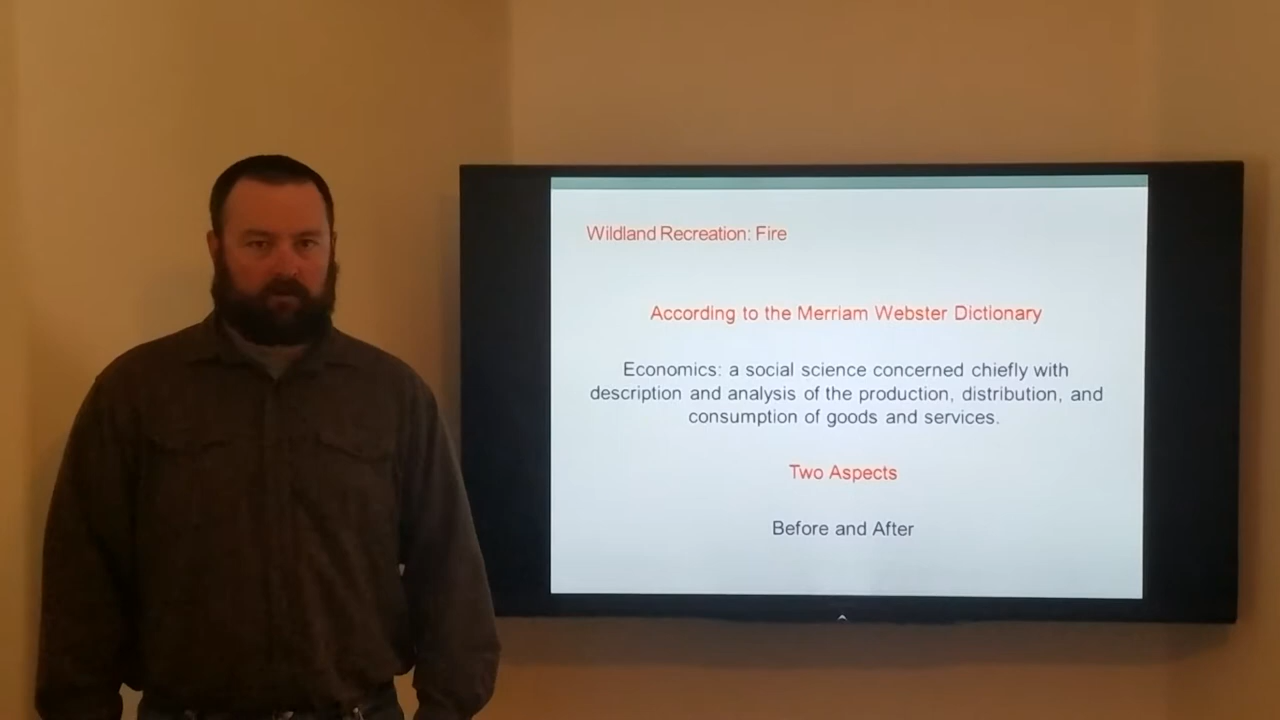 Wildland Recreation: Fire
According to the Merriam Webster Dictionary
Economics: a social science concerned chiefly with
description and analysis of the production, distribution, and
consumption of goods and services.
Two Aspects
Before and After